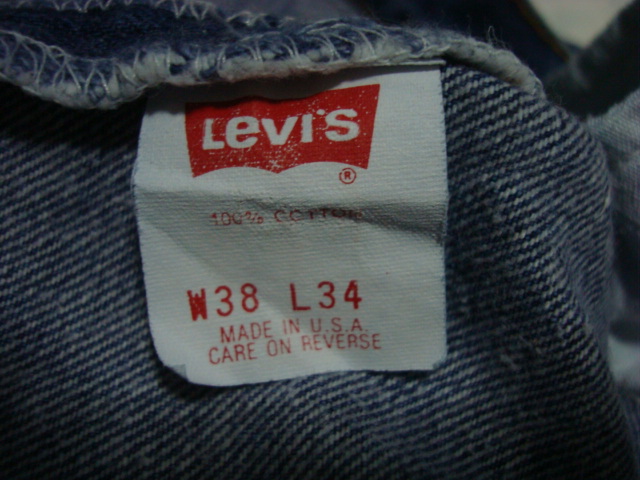 LEVI'S
®
100% COTTON
W38 L34
MADE IN U.S.A.
CARE ON REVERSE